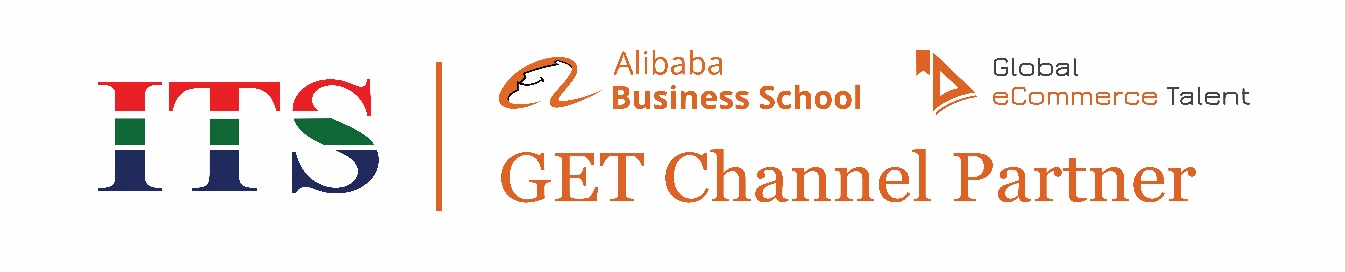 ITS
Alibaba
Business School
Global
eCommerce Talent
GET Channel Partner